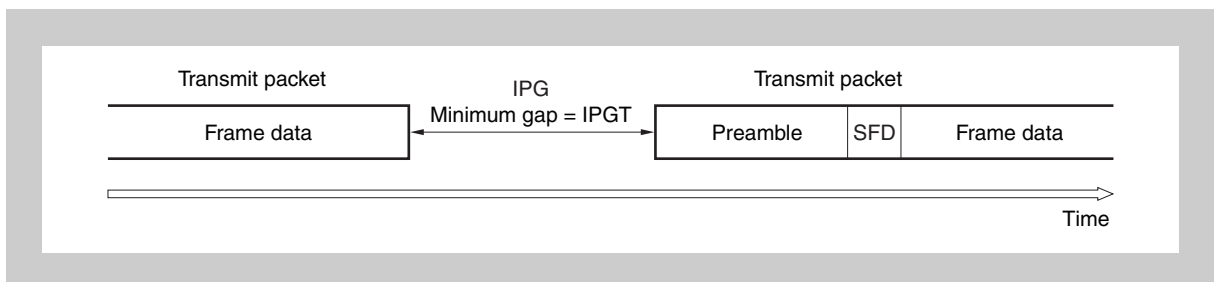 Transmit packet
IPG
Transmit packet
Minimum gap = IPGT
Frame data
Preamble
SFD
Frame data
Time